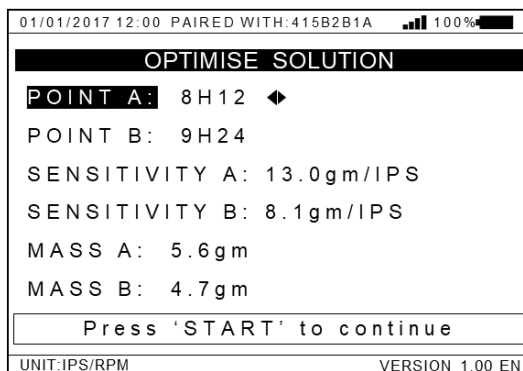 01/01/2017 12:00 PAIRED WITH:415B2B1A 100%
OPTIMISE SOLUTION
POINT A: 8H12
POINT B: 9H24
SENSITIVITY A: 13.0gm/IPS
SENSITIVITY B: 8.1gm/IPS
MASS A: 5.6gm
MASS B: 4.7gm
Press ‘START’ to continue
UNIT:IPS/RPM VERSION 1.00 EN